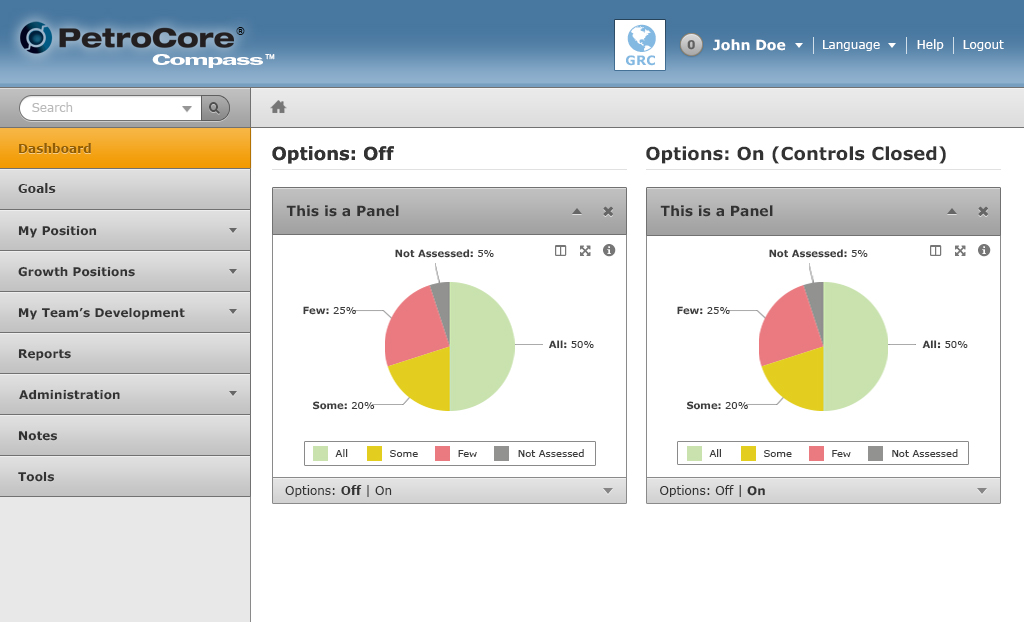 PetroCore®
Compass™
GRC
0 John Doe
Language
Help
Logout
Search
Dashboard
Goals
My Position
Growth Positions
My Team’s Development
Reports
Administration
Notes
Tools
Options: Off
This is a Panel
Not Assessed: 5%
Few: 25%
All: 50%
Some: 20%
All Some Few Not Assessed
Options: Off | On
Options: On (Controls Closed)
This is a Panel
Not Assessed: 5%
Few: 25%
All: 50%
Some: 20%
All Some Few Not Assessed
Options: Off | On